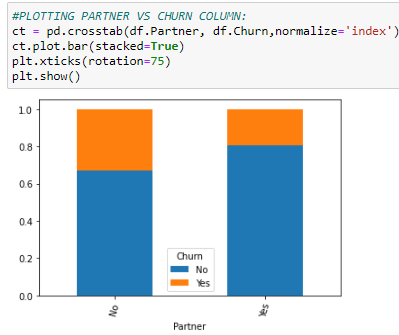 #PLOTTING PARTNER VS CHURN COLUMN:
ct = pd.crosstab(df.Partner, df.Churn,normalize='index')
ct.plot.bar(stacked=True)
plt.xticks(rotation=75)
plt.show()
1.0
0.8
0.6
0.4
0.2
0.0
Churn
No
Yes
No
Yes
Partner